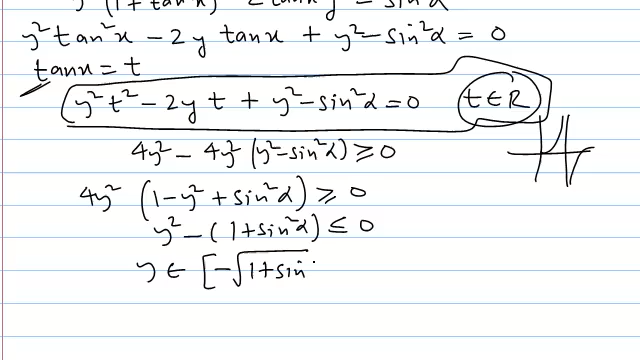 y²tan²x − 2y tanx + y² − sin²α = 0
tanx = t
y²t² − 2yt + y² − sin²α = 0 t ∈ R
4y² − 4y²(y² − sin²α) ≥ 0
4y² (1 − y² + sin²α) ≥ 0
y² − (1 + sin²α) ≤ 0
y ∈ [−√1+sin